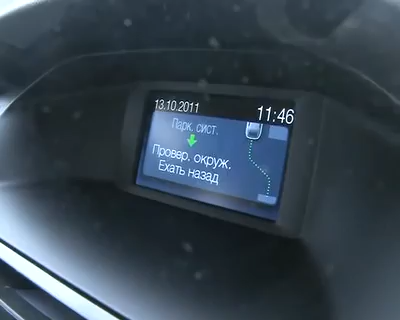 13.10.2011 11:46
Парк. сист.
Провер. окруж.
Ехать назад